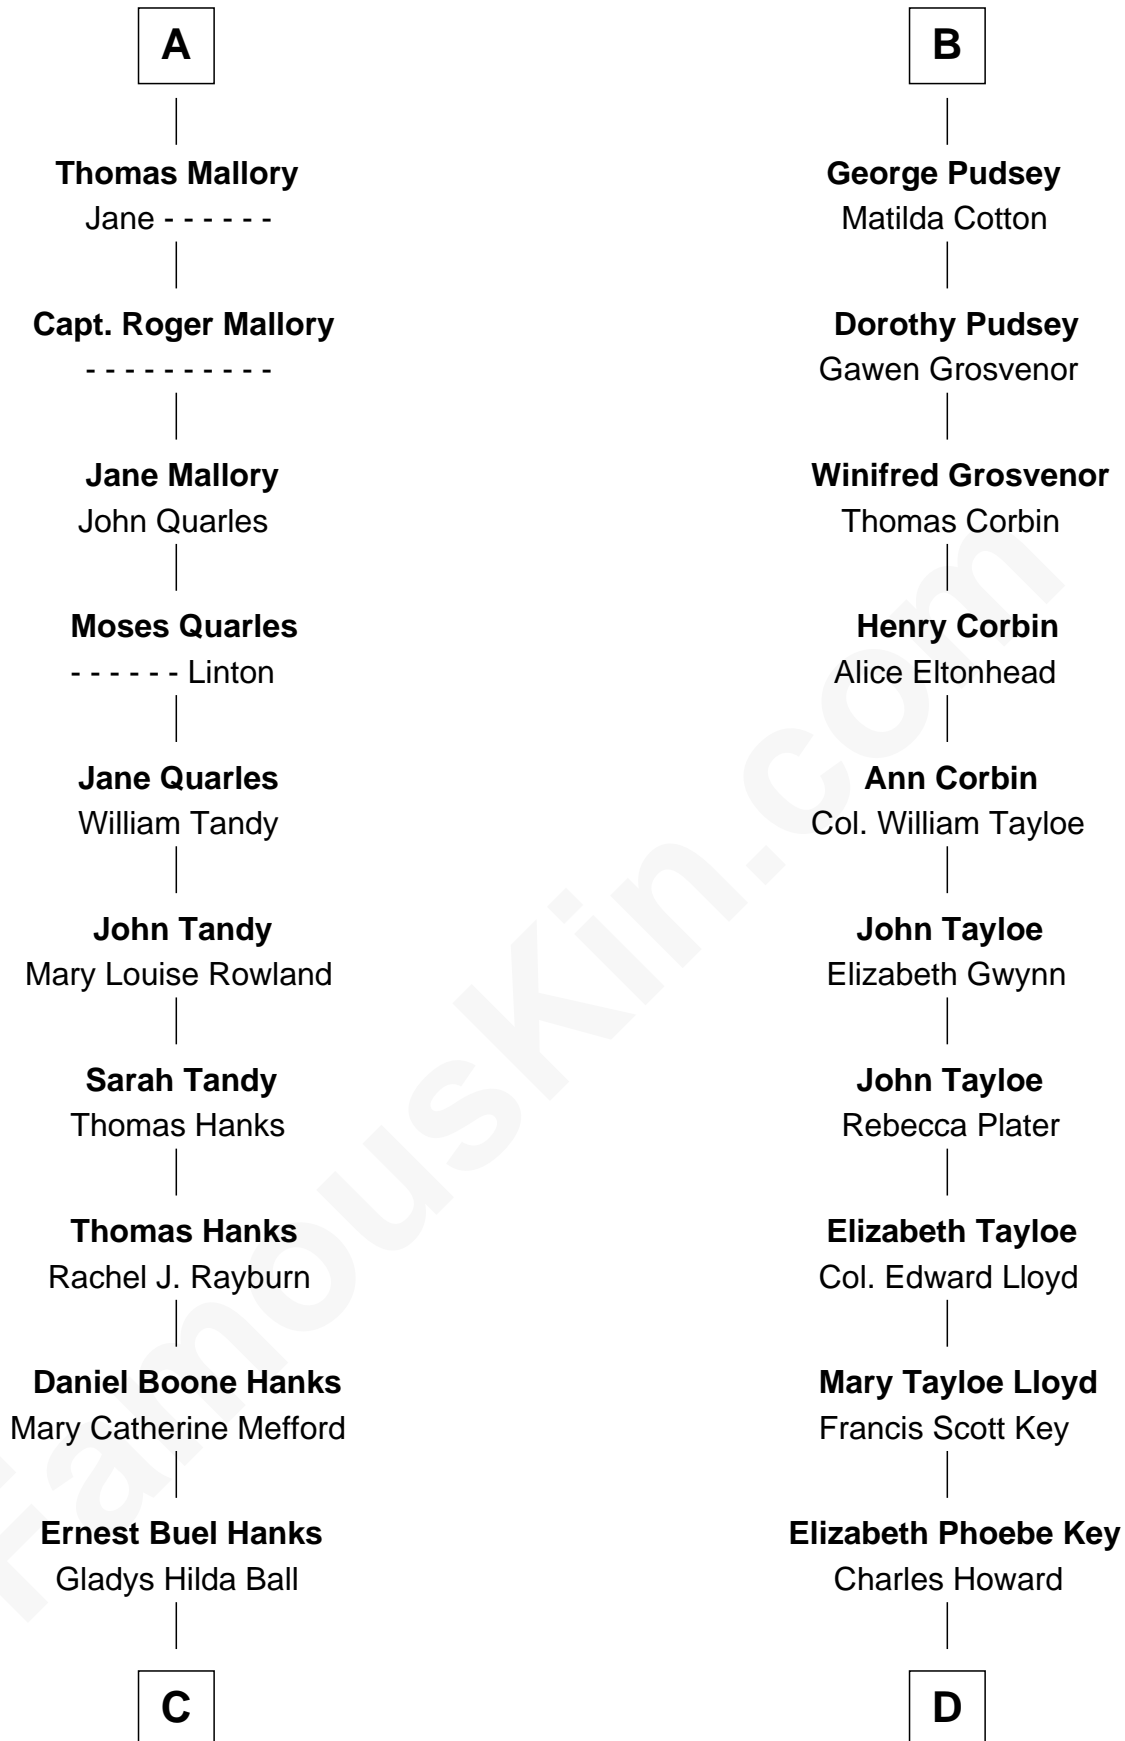 A
Thomas Mallory
Jane - - - - - -
Capt. Roger Mallory
- - - - - - - - - -
Jane Mallory
John Quarles
Moses Quarles
- - - - - - Linton
Jane Quarles
William Tandy
John Tandy
Mary Louise Rowland
Sarah Tandy
Thomas Hanks
Thomas Hanks
Rachel J. Rayburn
Daniel Boone Hanks
Mary Catherine Mefford
Ernest Buel Hanks
Gladys Hilda Ball
C
B
George Pudsey
Matilda Cotton
Dorothy Pudsey
Gawen Grosvenor
Winifred Grosvenor
Thomas Corbin
Henry Corbin
Alice Eltonhead
Ann Corbin
Col. William Tayloe
John Tayloe
Elizabeth Gwynn
John Tayloe
Rebecca Plater
Elizabeth Tayloe
Col. Edward Lloyd
Mary Tayloe Lloyd
Francis Scott Key
Elizabeth Phoebe Key
Charles Howard
D
FamousKin.com